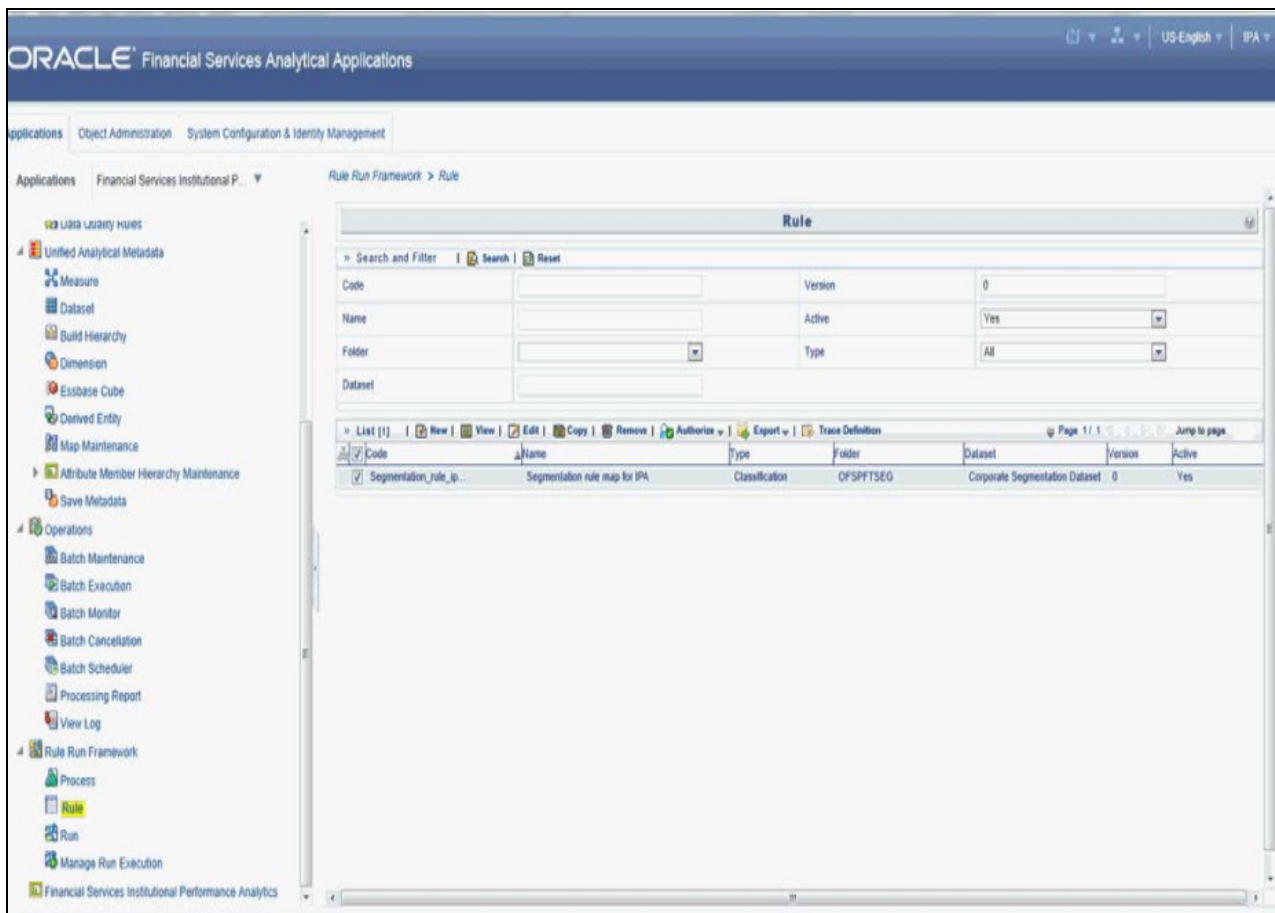 US-English IPA
ORACLE Financial Services Analytical Applications
Applications Object Administration System Configuration & Identity Management
Applications Financial Services Institutional P...
Rule Run Framework > Rule
Data Quality Rules
Unified Analytical Metadata
Measure
Dataset
Build Hierarchy
Dimension
Essbase Cube
Derived Entity
Map Maintenance
Attribute Member Hierarchy Maintenance
Save Metadata
Operations
Batch Maintenance
Batch Execution
Batch Monitor
Batch Cancellation
Batch Scheduler
Processing Report
View Log
Rule Run Framework
Process
Rule
Run
Manage Run Execution
Financial Services Institutional Performance Analytics
Rule
» Search and Filter | Search | Reset
Code Version 0
Name Active Yes
Folder Type All
Dataset
» List [1] | New | View | Edit | Copy | Remove | Authorize | Export | Trace Definition Page 1 / 1 Jump to page
Code Name Type Folder Dataset Version Active
Segmentation_rule_ip... Segmentation rule map for IPA Classification OFSPFTSEG Corporate Segmentation Dataset 0 Yes